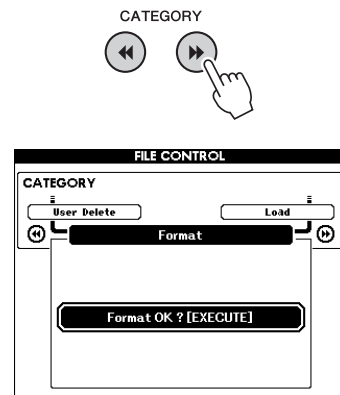 CATEGORY
FILE CONTROL
CATEGORY
User Delete Load
Format
Format OK ? [EXECUTE]